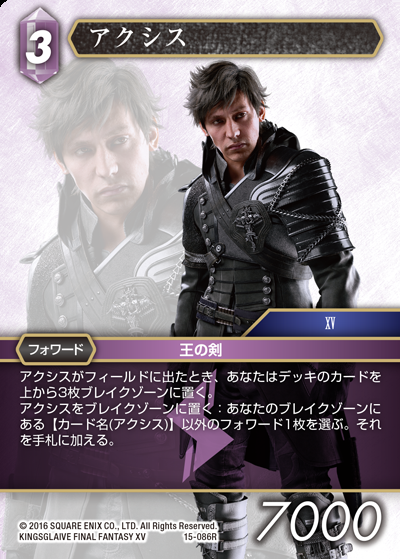 3
アクシス
XV
フォワード
王の剣
アクシスがフィールドに出たとき、あなたはデッキのカードを
上から3枚ブレイクゾーンに置く。
アクシスをブレイクゾーンに置く：あなたのブレイクゾーンに
ある【カード名(アクシス)】以外のフォワード1枚を選ぶ。それ
を手札に加える。
© 2016 SQUARE ENIX CO., LTD. All Rights Reserved.
KINGSGLAIVE FINAL FANTASY XV
15-086R
7000